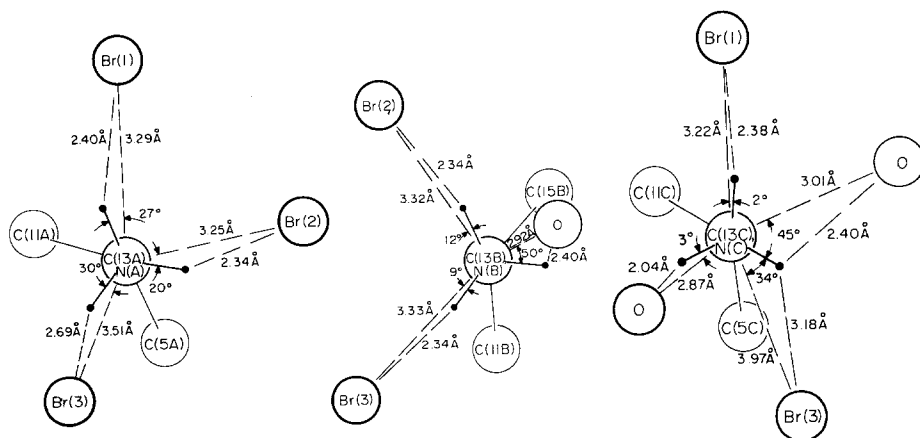 Br(1)
2.40Å
3.29Å
27°
C(11A)
C(13A)
N(A)
3.25Å
Br(2)
2.34Å
30°
20°
2.69Å
3.51Å
C(5A)
Br(3)
Br(2)
2.34Å
3.32Å
C(15B)
O
12°
2.92Å
C(13B)
50°
N(B)
2.40Å
9°
3.33Å
2.34Å
C(11B)
Br(3)
Br(1)
3.22Å
2.38Å
O
C(11C)
3.01Å
2°
C(13C)
45°
3°
N(C)
2.40Å
2.04Å
34°
2.87Å
O
C(5C)
3.18Å
3.97Å
Br(3)